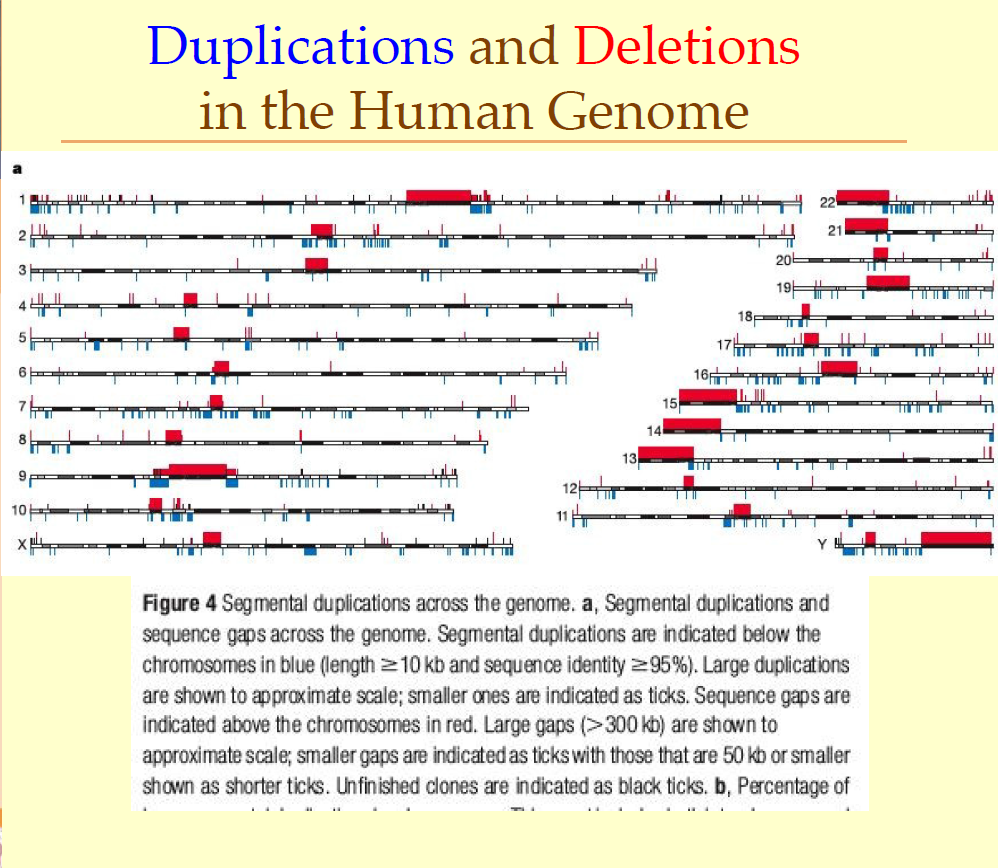 Duplications and Deletions
in the Human Genome
a
1
2
3
4
5
6
7
8
9
10
X
22
21
20
19
18
17
16
15
14
13
12
11
Y
Figure 4 Segmental duplications across the genome. a, Segmental duplications and
sequence gaps across the genome. Segmental duplications are indicated below the
chromosomes in blue (length ≥10 kb and sequence identity ≥95%). Large duplications
are shown to approximate scale; smaller ones are indicated as ticks. Sequence gaps are
indicated above the chromosomes in red. Large gaps (>300 kb) are shown to
approximate scale; smaller gaps are indicated as ticks with those that are 50 kb or smaller
shown as shorter ticks. Unfinished clones are indicated as black ticks. b, Percentage of